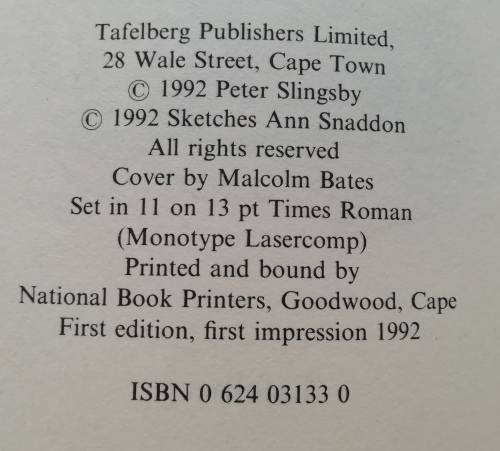 Tafelberg Publishers Limited,
28 Wale Street, Cape Town
© 1992 Peter Slingsby
© 1992 Sketches Ann Snaddon
All rights reserved
Cover by Malcolm Bates
Set in 11 on 13 pt Times Roman
(Monotype Lasercomp)
Printed and bound by
National Book Printers, Goodwood, Cape
First edition, first impression 1992
ISBN 0 624 03133 0